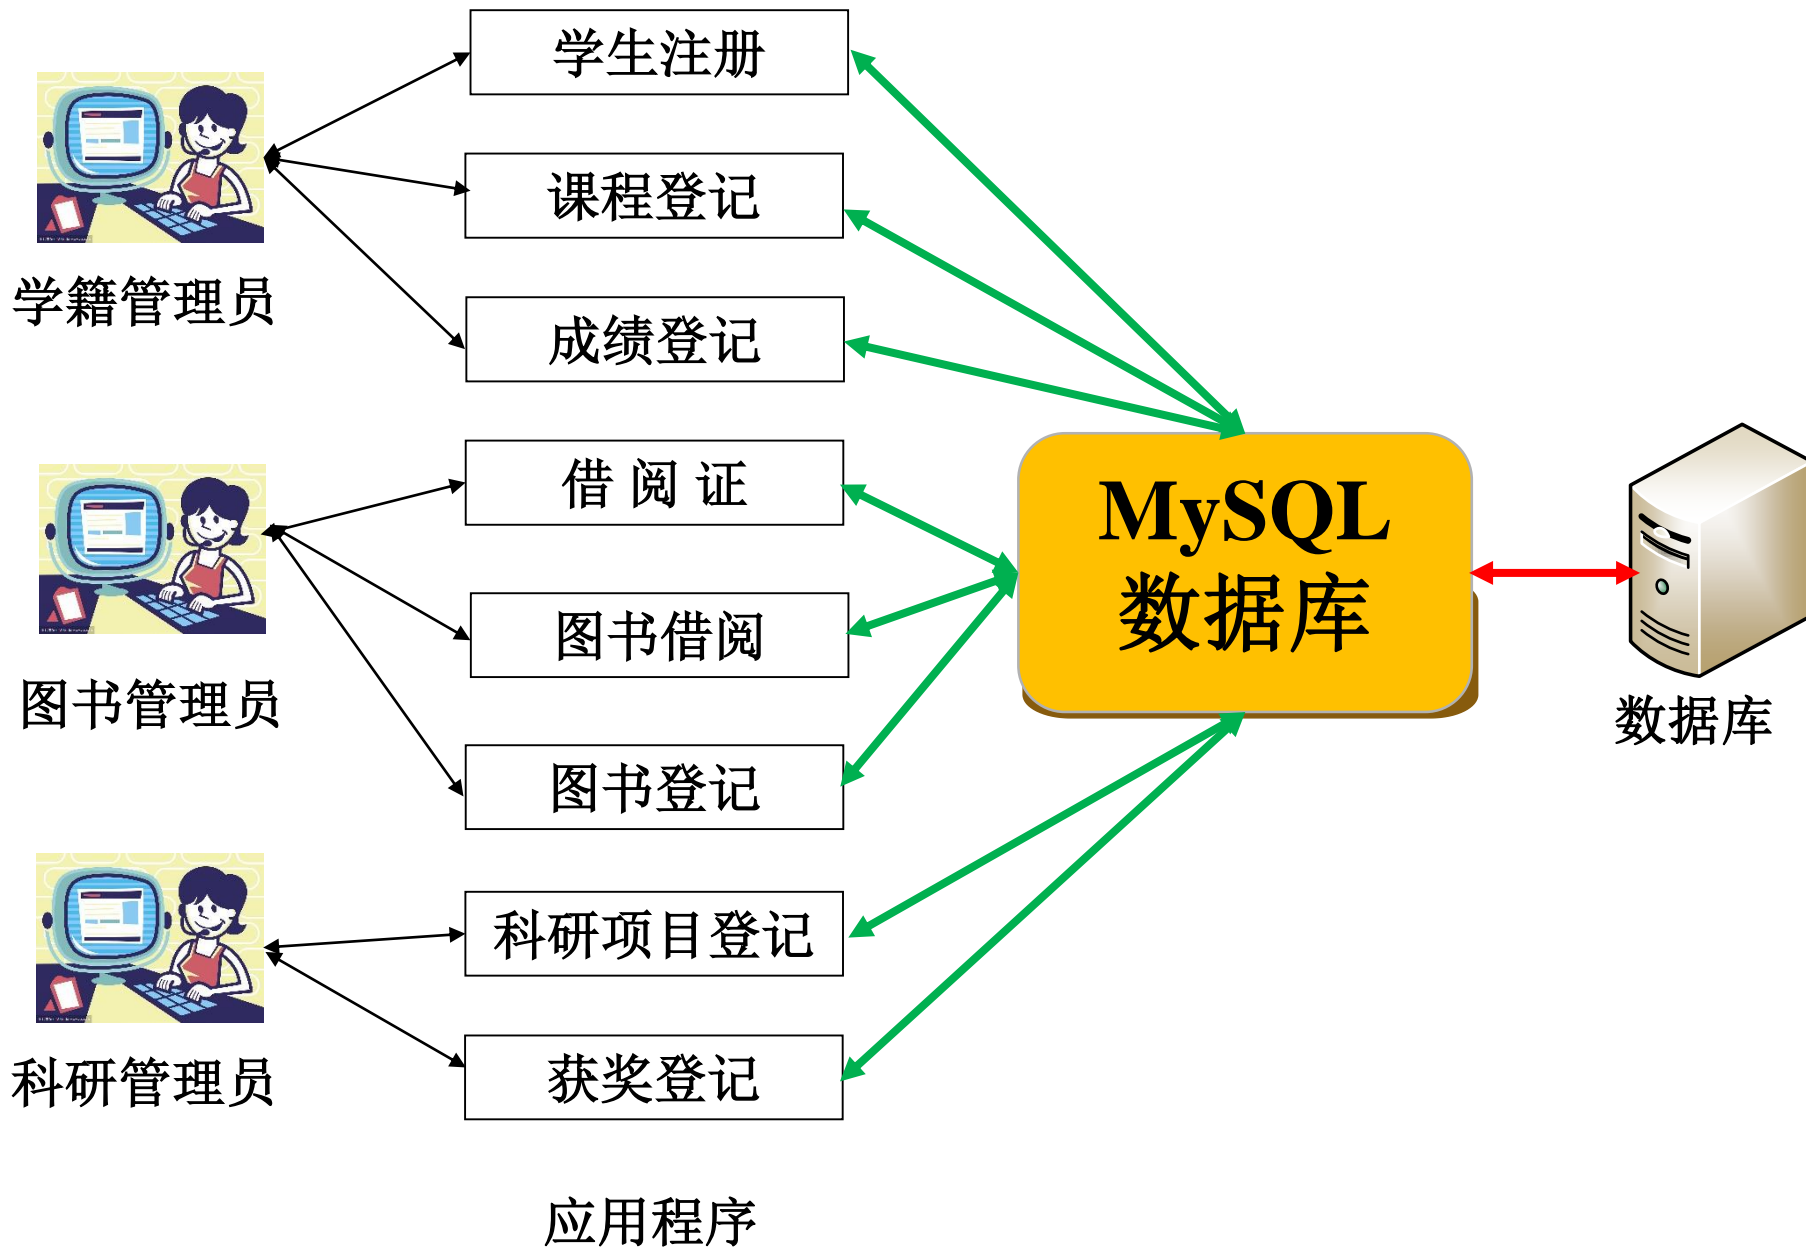 学生注册
课程登记
学籍管理员
成绩登记
借 阅 证
MySQL
数据库
图书借阅
图书管理员
数据库
图书登记
科研项目登记
科研管理员
获奖登记
应用程序